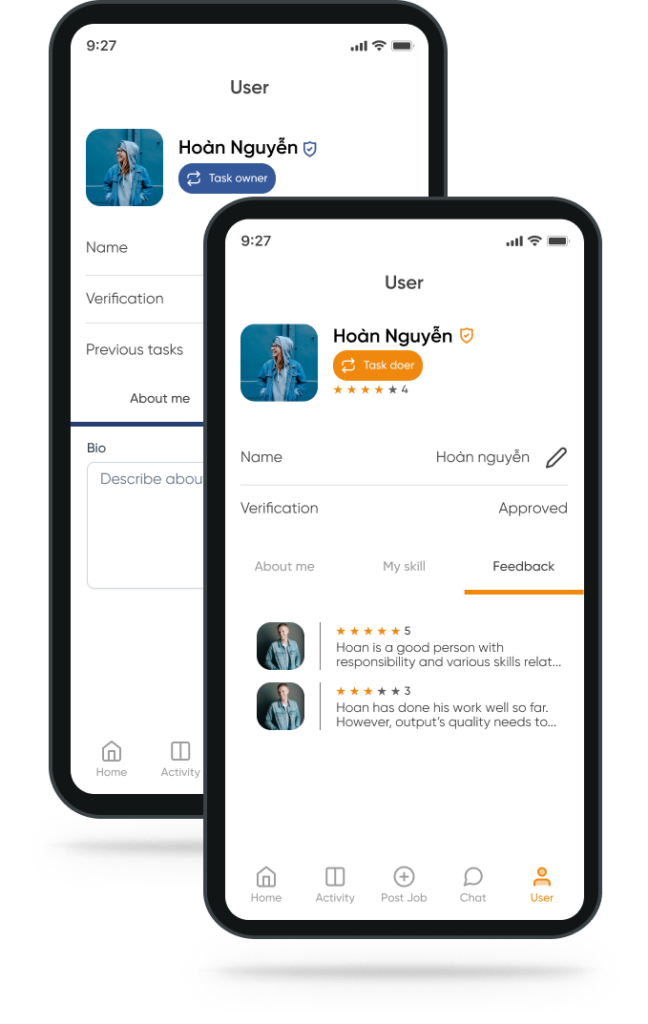 9:27
User
Hoàn Nguyễn
Task owner
Name
Verification
Previous tasks
About me
Bio
Describe abou
Home
Activity
9:27
User
Hoàn Nguyễn
Task doer
4
Name Hoàn nguyễn
Verification Approved
About me My skill Feedback
5
Hoan is a good person with
responsibility and various skills relat...
3
Hoan has done his work well so far.
However, output's quality needs to...
Home Activity Post Job Chat User